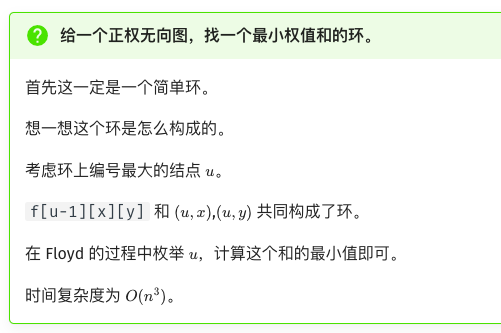 给一个正权无向图，找一个最小权值和的环。
首先这一定是一个简单环。
想一想这个环是怎么构成的。
考虑环上编号最大的结点 u。
f[u-1][x][y] 和 (u, x),(u, y) 共同构成了环。
在 Floyd 的过程中枚举 u，计算这个和的最小值即可。
时间复杂度为 O(n³)。